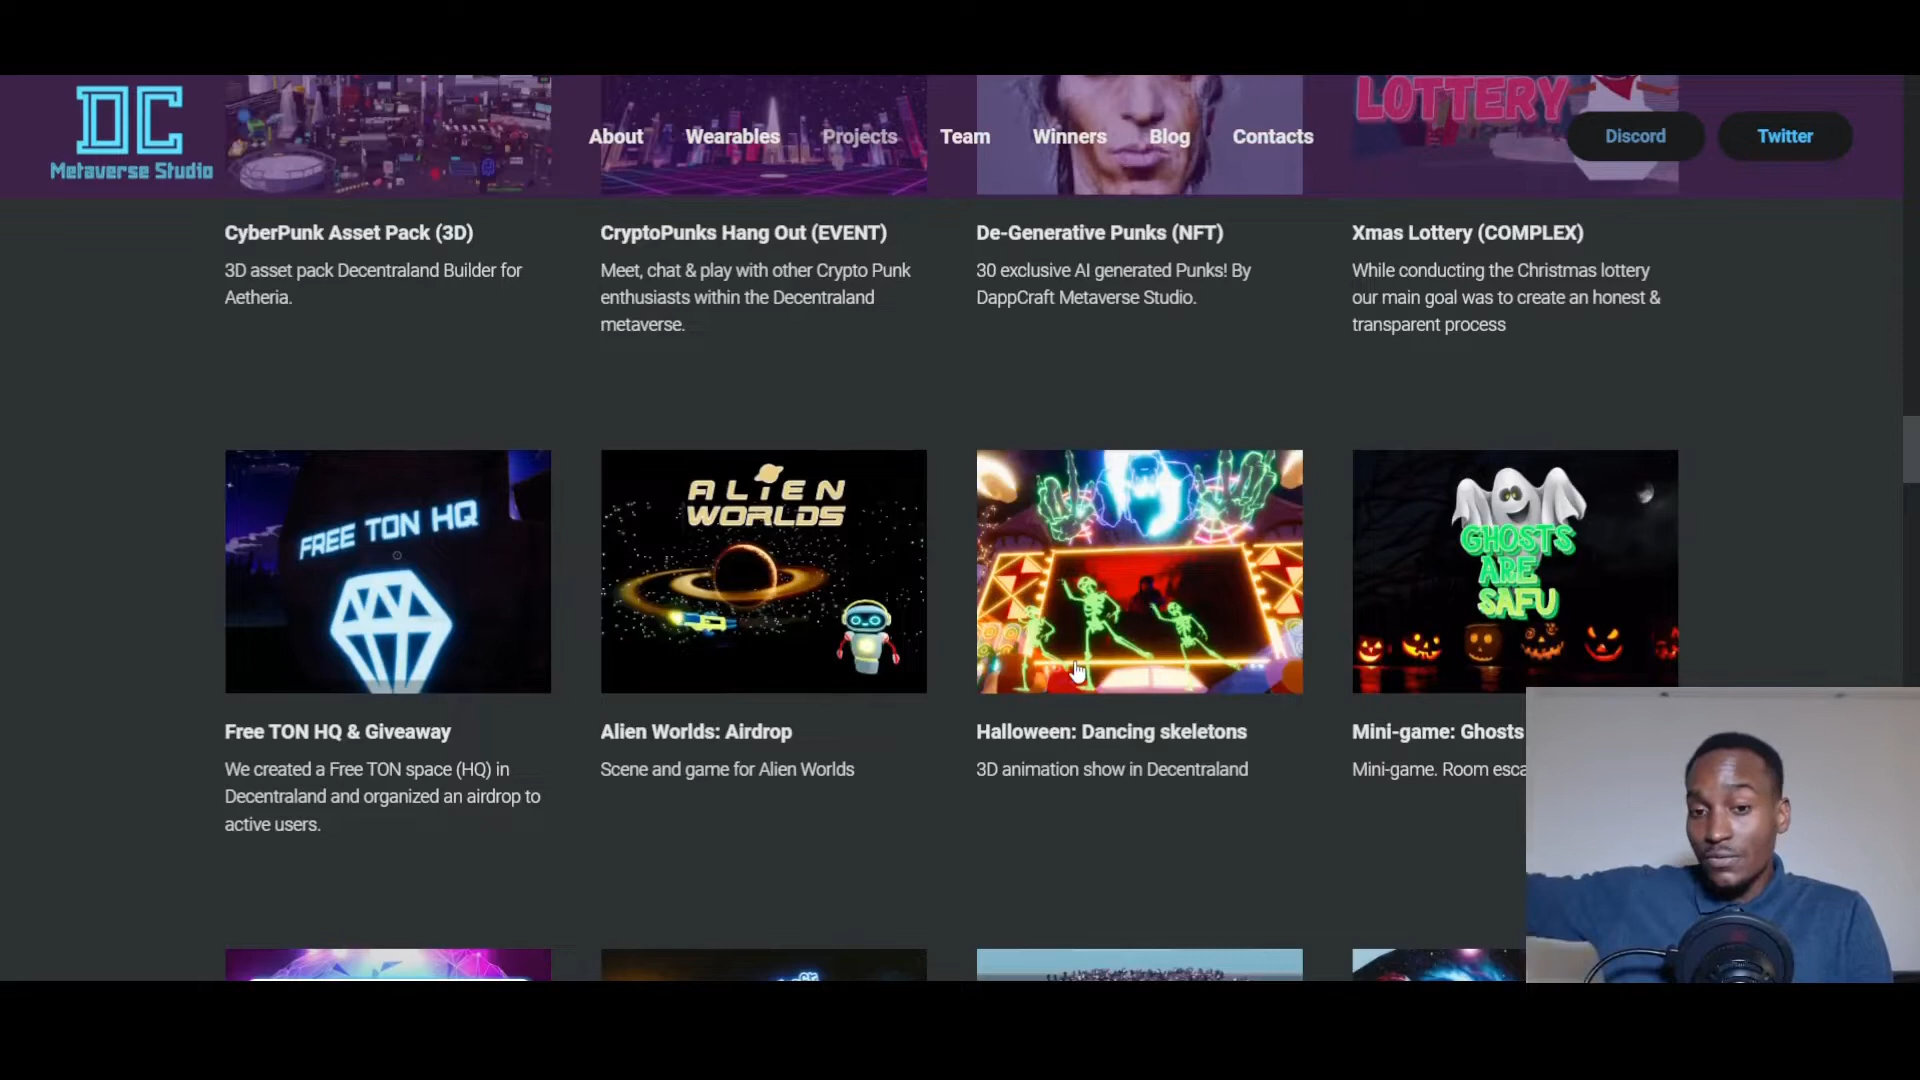 DC
Metaverse Studio
About
Wearables
Projects
Team
Winners
Blog
Contacts
LOTTERY
Discord
Twitter
CyberPunk Asset Pack (3D)
3D asset pack Decentraland Builder for
Aetheria.
CryptoPunks Hang Out (EVENT)
Meet, chat & play with other Crypto Punk
enthusiasts within the Decentraland
metaverse.
De-Generative Punks (NFT)
30 exclusive AI generated Punks! By
DappCraft Metaverse Studio.
Xmas Lottery (COMPLEX)
While conducting the Christmas lottery
our main goal was to create an honest &
transparent process
FREE TON HQ
ALIEN
WORLDS
GHOSTS
ARE
SAFU
Free TON HQ & Giveaway
We created a Free TON space (HQ) in
Decentraland and organized an airdrop to
active users.
Alien Worlds: Airdrop
Scene and game for Alien Worlds
Halloween: Dancing skeletons
3D animation show in Decentraland
Mini-game: Ghosts
Mini-game. Room esca